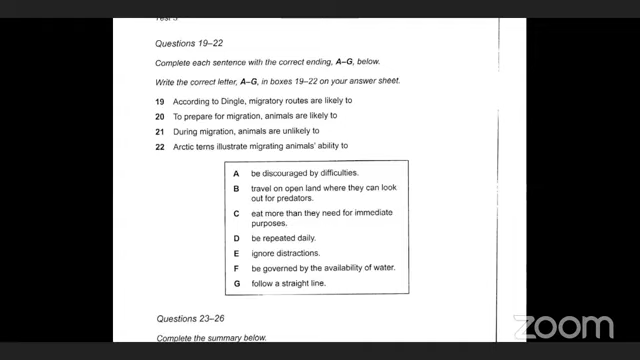 Test 3
Questions 19–22
Complete each sentence with the correct ending, A–G, below.
Write the correct letter, A–G, in boxes 19–22 on your answer sheet.
19 According to Dingle, migratory routes are likely to
20 To prepare for migration, animals are likely to
21 During migration, animals are unlikely to
22 Arctic terns illustrate migrating animals' ability to
A be discouraged by difficulties.
B travel on open land where they can look
out for predators.
C eat more than they need for immediate
purposes.
D be repeated daily.
E ignore distractions.
F be governed by the availability of water.
G follow a straight line.
Questions 23–26
Complete the summary below.
zoom